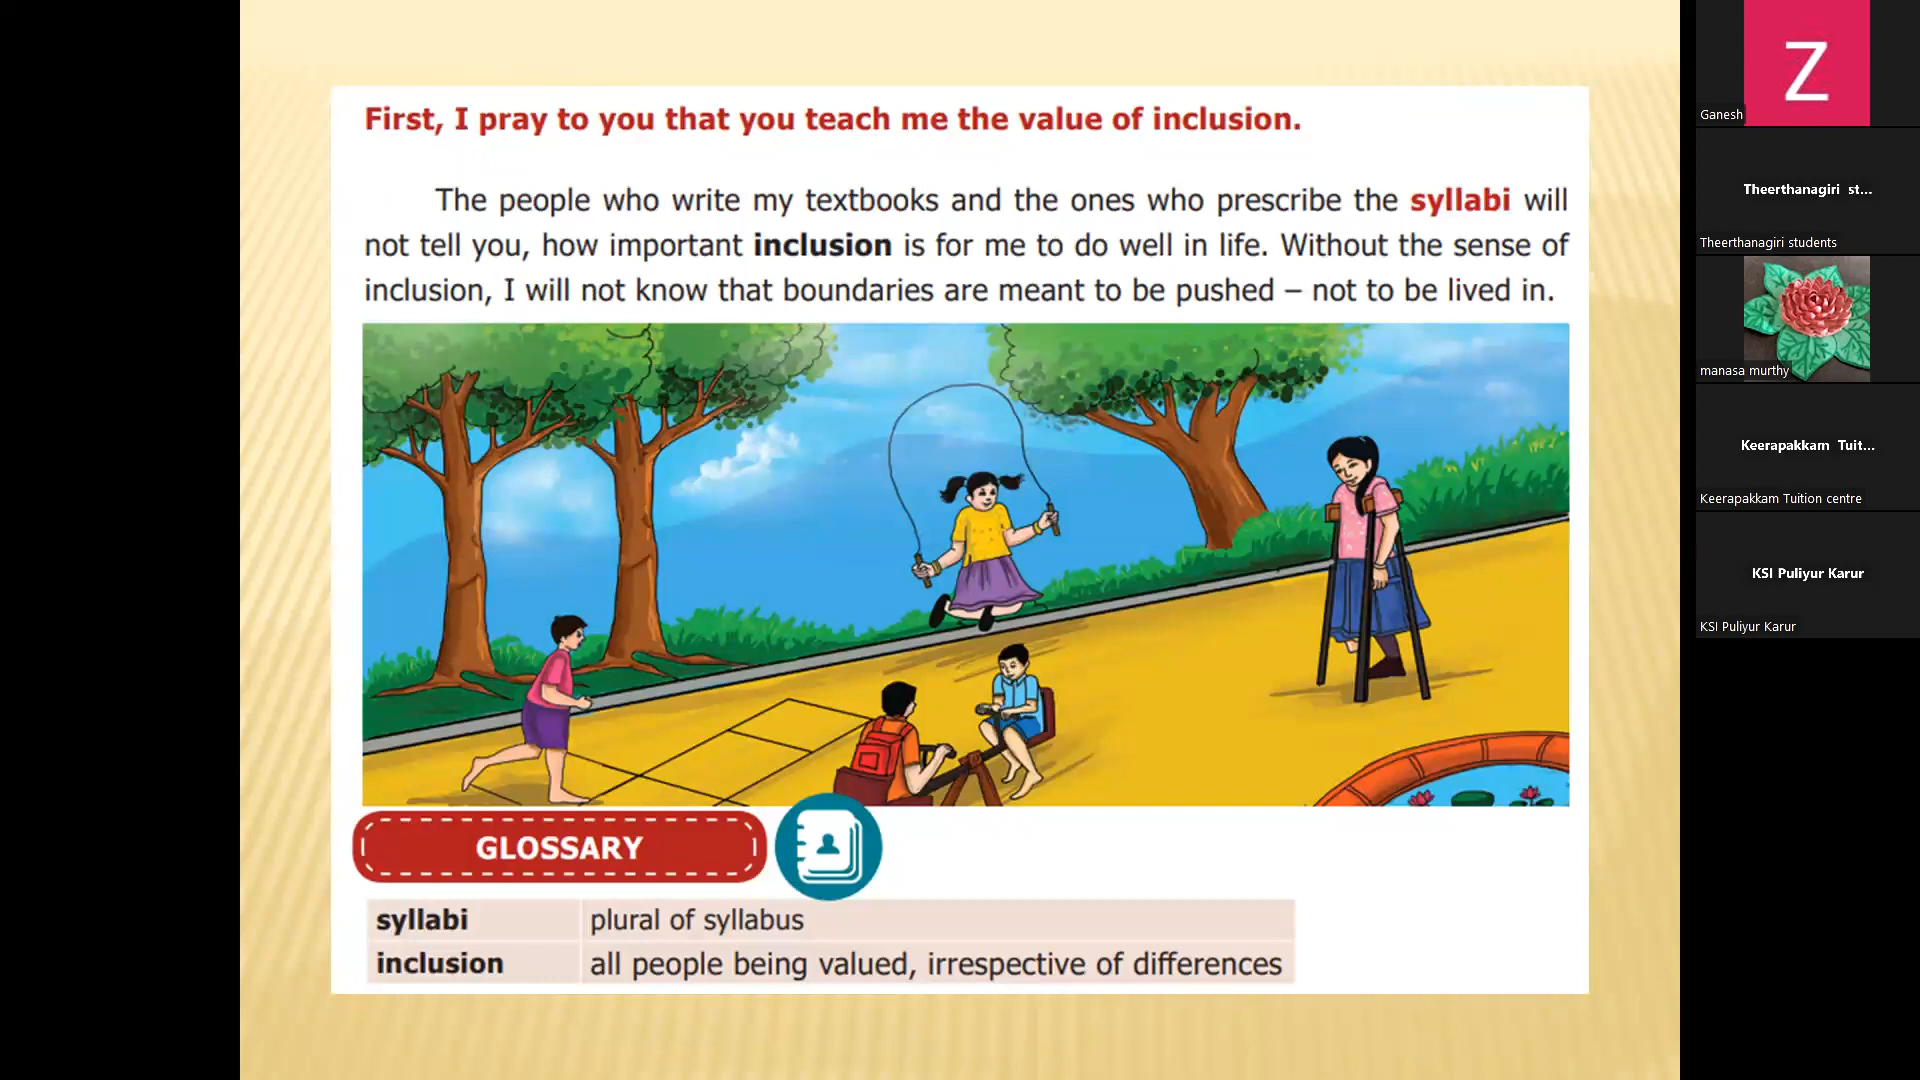 First, I pray to you that you teach me the value of inclusion.
The people who write my textbooks and the ones who prescribe the syllabi will
not tell you, how important inclusion is for me to do well in life. Without the sense of
inclusion, I will not know that boundaries are meant to be pushed – not to be lived in.
GLOSSARY
syllabi plural of syllabus
inclusion all people being valued, irrespective of differences
Z
Ganesh
Theerthanagiri st...
Theerthanagiri students
manasa murthy
Keerapakkam Tuit...
Keerapakkam Tuition centre
KSI Puliyur Karur
KSI Puliyur Karur